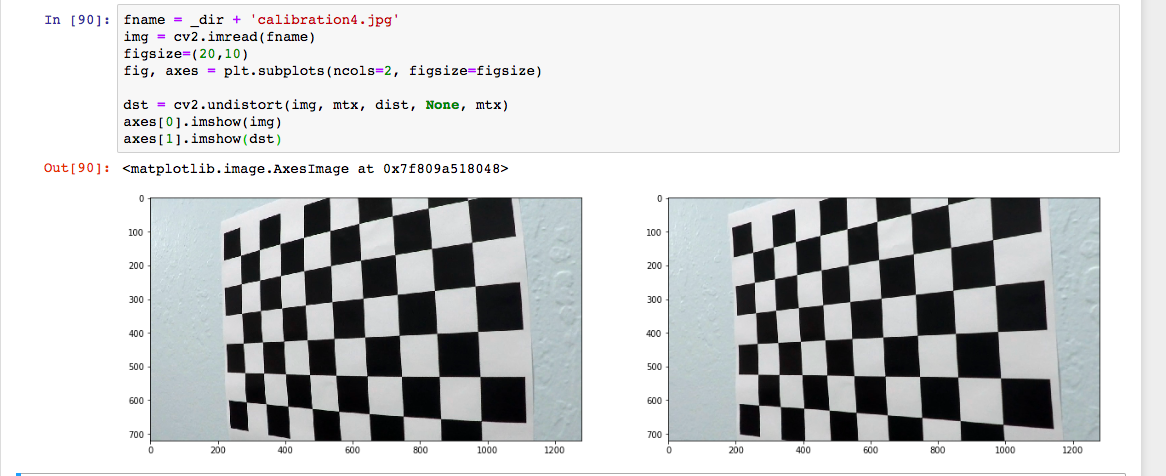 In [90]: fname = _dir + 'calibration4.jpg'
img = cv2.imread(fname)
figsize=(20,10)
fig, axes = plt.subplots(ncols=2, figsize=figsize)
dst = cv2.undistort(img, mtx, dist, None, mtx)
axes[0].imshow(img)
axes[1].imshow(dst)
Out[90]: <matplotlib.image.AxesImage at 0x7f809a518048>
0
100
200
300
400
500
600
700
0 200 400 600 800 1000 1200
0
100
200
300
400
500
600
700
0 200 400 600 800 1000 1200